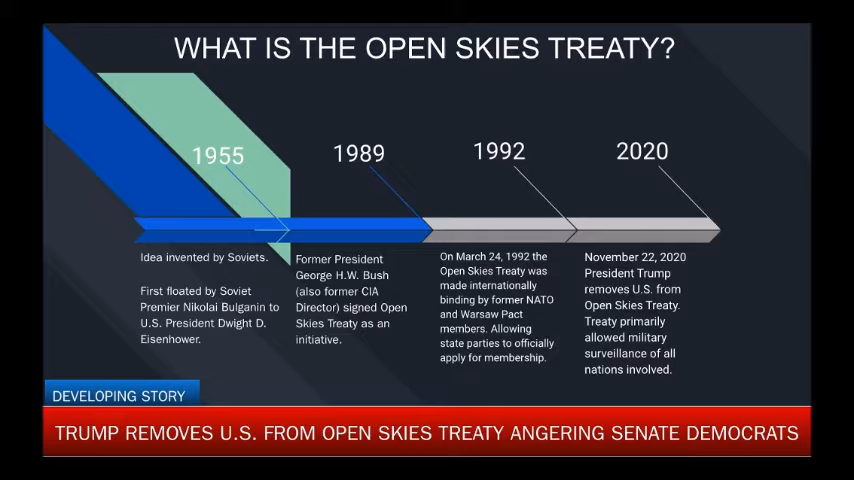 WHAT IS THE OPEN SKIES TREATY?
1955
1989
1992
2020
Idea invented by Soviets.
First floated by Soviet
Premier Nikolai Bulganin to
U.S. President Dwight D.
Eisenhower.
Former President
George H.W. Bush
(also former CIA
Director) signed Open
Skies Treaty as an
initiative.
On March 24, 1992 the
Open Skies Treaty was
made internationally
binding by former NATO
and Warsaw Pact
members. Allowing
state parties to officially
apply for membership.
November 22, 2020
President Trump
removes U.S. from
Open Skies Treaty.
Treaty primarily
allowed military
surveillance of all
nations involved.
DEVELOPING STORY
TRUMP REMOVES U.S. FROM OPEN SKIES TREATY ANGERING SENATE DEMOCRATS